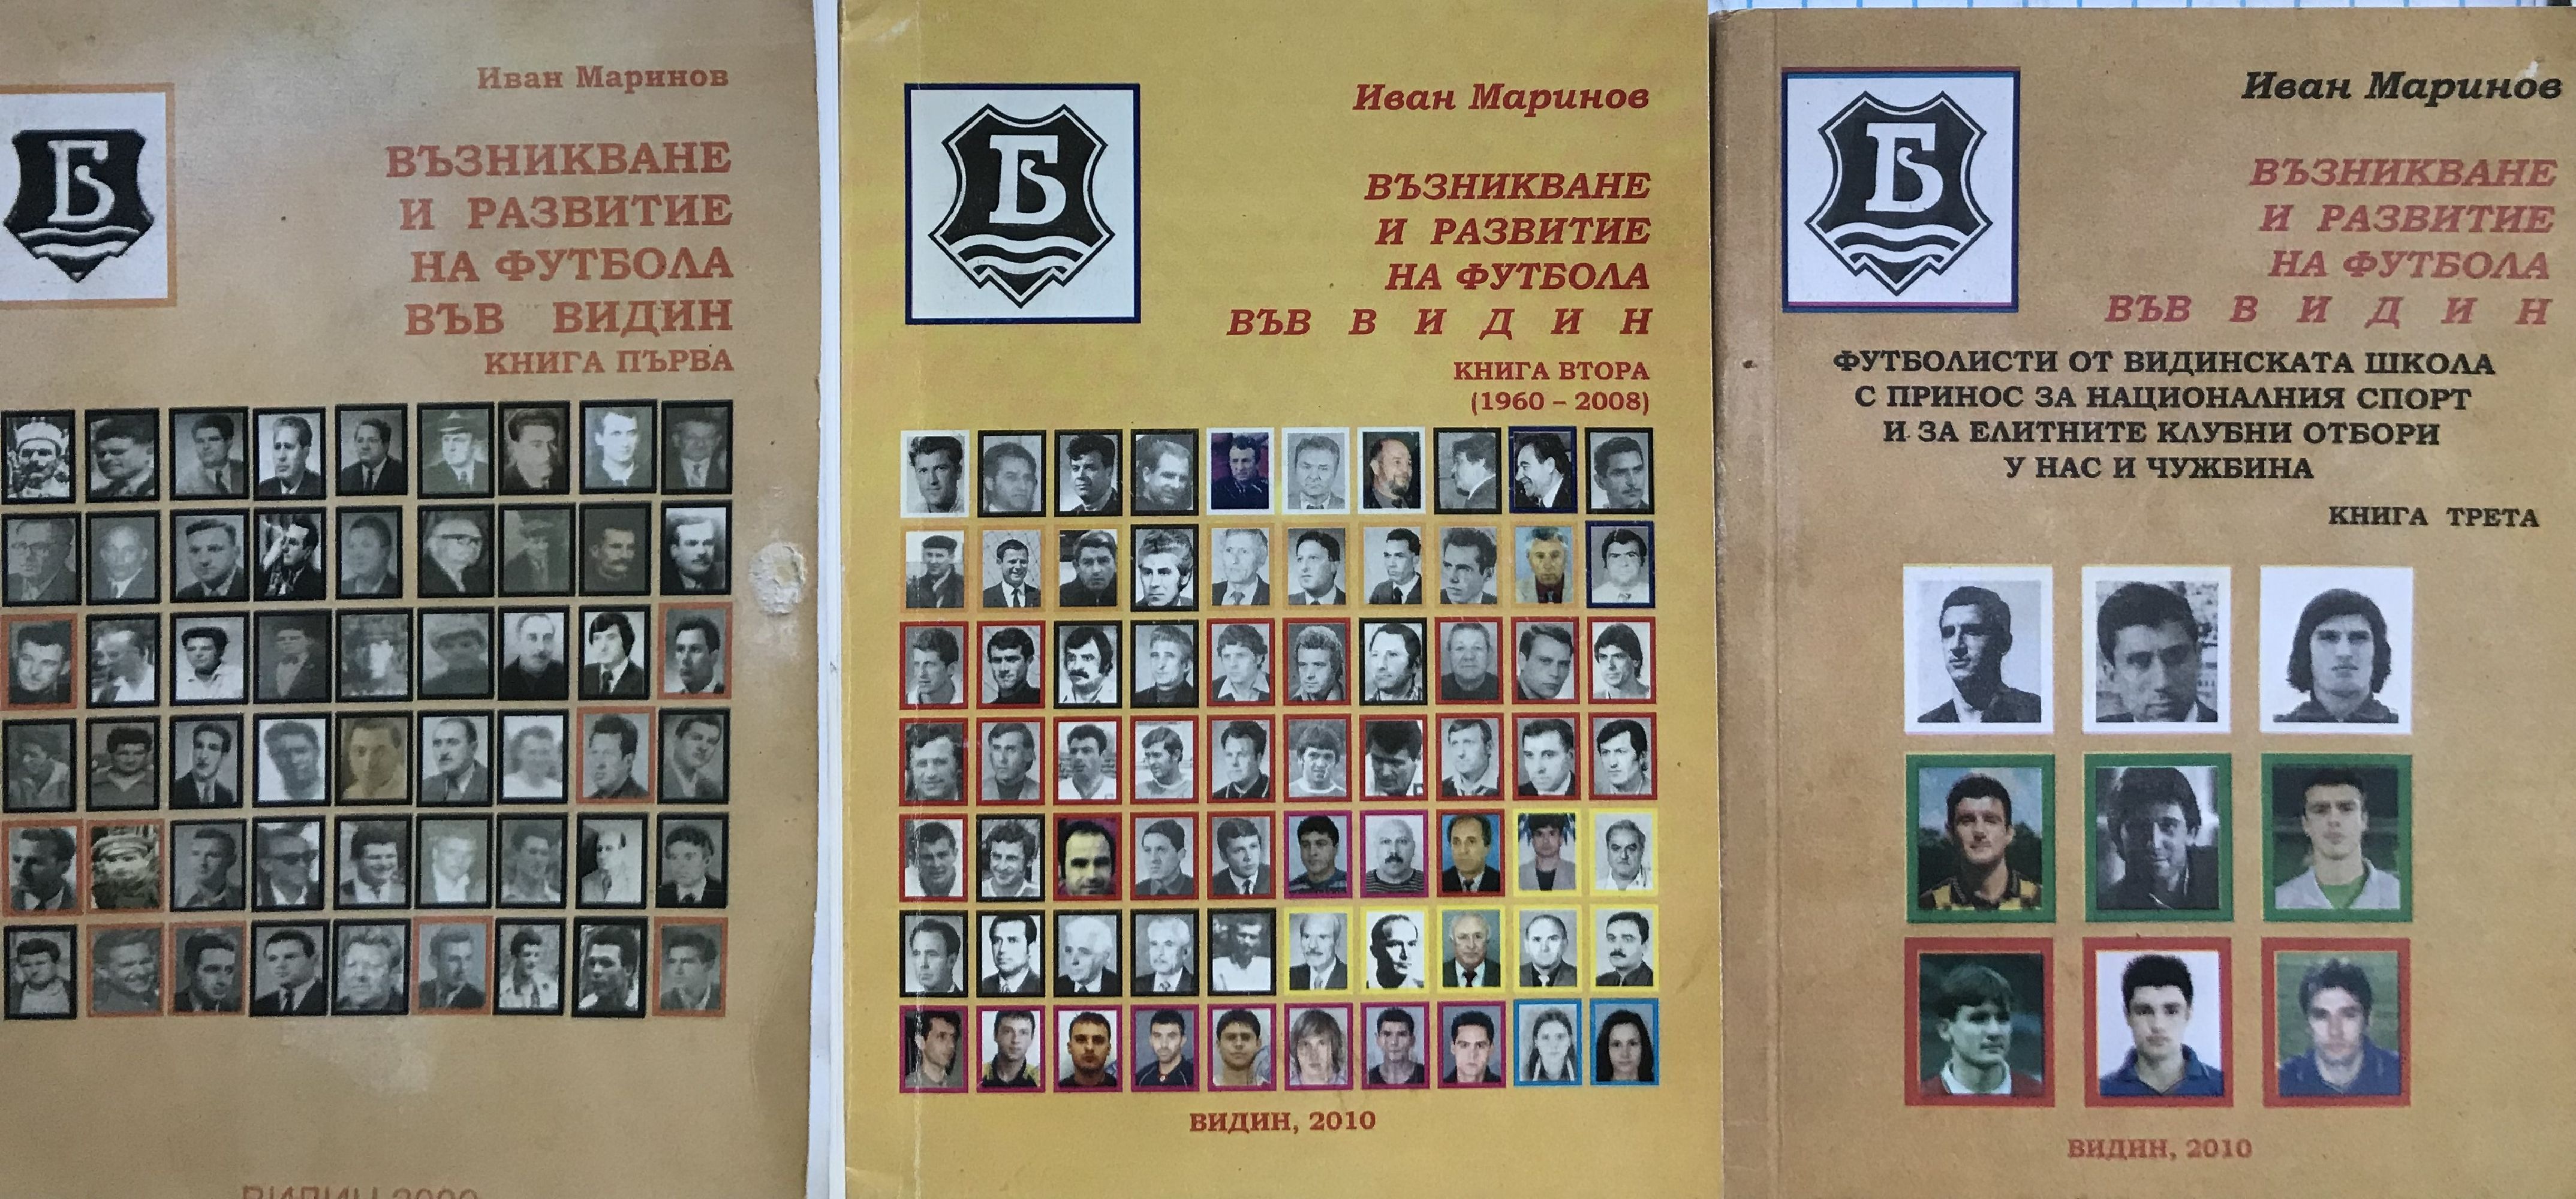 Иван Маринов
ВЪЗНИКВАНЕ
И РАЗВИТИЕ
НА ФУТБОЛА
ВЪВ ВИДИН
КНИГА ПЪРВА
Б
Иван Маринов
ВЪЗНИКВАНЕ
И РАЗВИТИЕ
НА ФУТБОЛА
ВЪВ В И Д И Н
КНИГА ВТОРА
(1960 – 2008)
Б
ВИДИН, 2010
Иван Маринов
ВЪЗНИКВАНЕ
И РАЗВИТИЕ
НА ФУТБОЛА
ВЪВ В И Д И Н
ФУТБОЛИСТИ ОТ ВИДИНСКАТА ШКОЛА
С ПРИНОС ЗА НАЦИОНАЛНИЯ СПОРТ
И ЗА ЕЛИТНИТЕ КЛУБНИ ОТБОРИ
У НАС И ЧУЖБИНА
КНИГА ТРЕТА
Б
ВИДИН, 2010